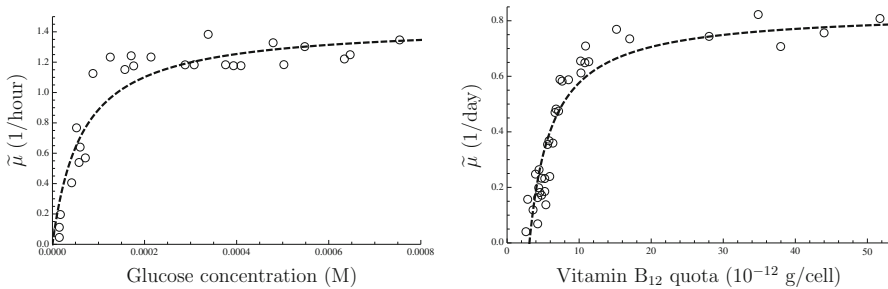 1.4
1.2
1.0
0.8
0.6
0.4
0.2
0.0
0.0000 0.0002 0.0004 0.0006 0.0008
μ̃ (1/hour)
Glucose concentration (M)
0.8
0.6
0.4
0.2
0.0
0 10 20 30 40 50
μ̃ (1/day)
Vitamin B₁₂ quota (10⁻¹² g/cell)